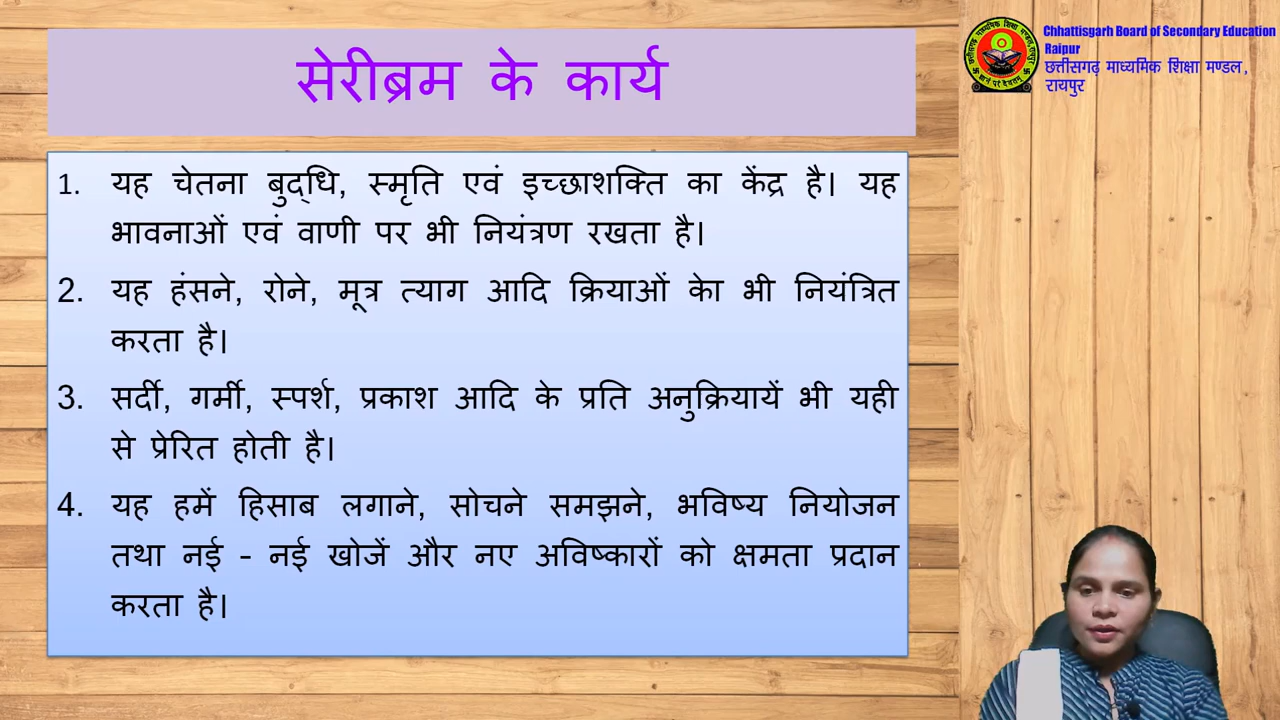 सेरीब्रम के कार्य
Chhattisgarh Board of Secondary Education
Raipur
छत्तीसगढ़ माध्यमिक शिक्षा मण्डल,
रायपुर
1. यह चेतना बुद्धि, स्मृति एवं इच्छाशक्ति का केंद्र है। यह
भावनाओं एवं वाणी पर भी नियंत्रण रखता है।
2. यह हंसने, रोने, मूत्र त्याग आदि क्रियाओं केा भी नियंत्रित
करता है।
3. सर्दी, गर्मी, स्पर्श, प्रकाश आदि के प्रति अनुक्रियायें भी यही
से प्रेरित होती है।
4. यह हमें हिसाब लगाने, सोचने समझने, भविष्य नियोजन
तथा नई – नई खोजें और नए अविष्कारों को क्षमता प्रदान
करता है।